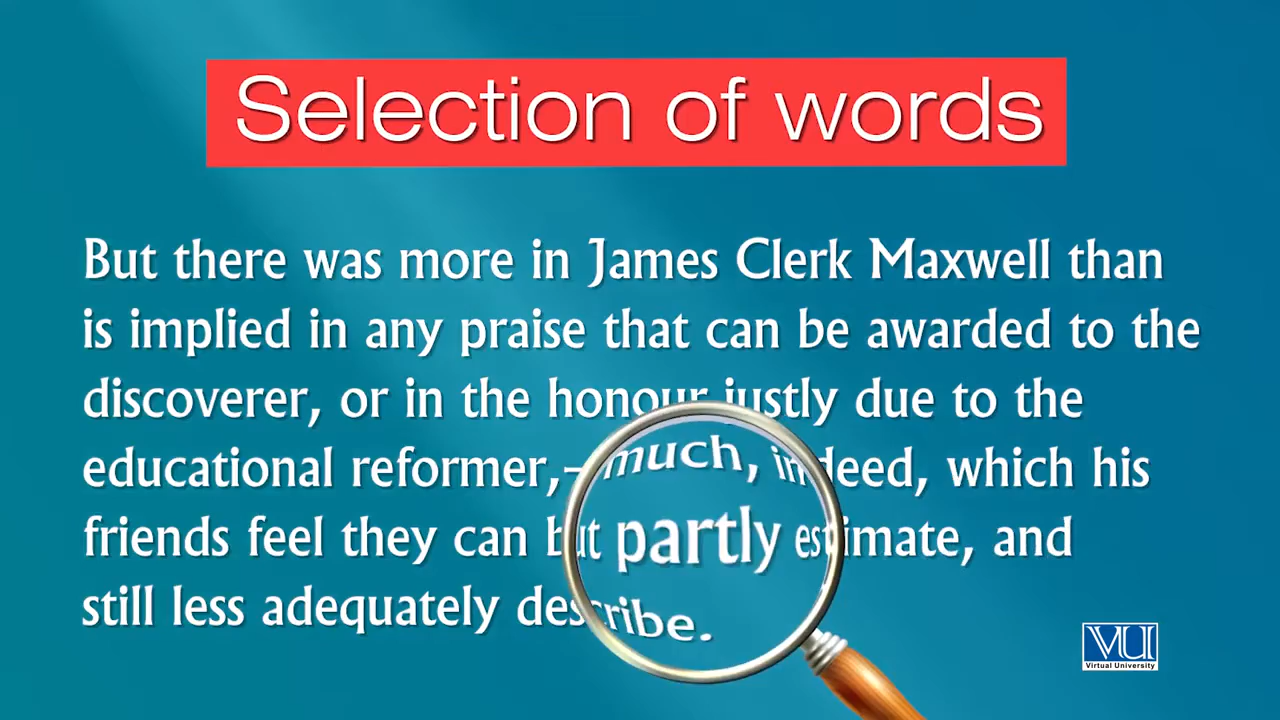 Selection of words
But there was more in James Clerk Maxwell than
is implied in any praise that can be awarded to the
discoverer, or in the honour justly due to the
educational reformer,- much, indeed, which his
friends feel they can but partly estimate, and
still less adequately describe.
VU
Virtual University